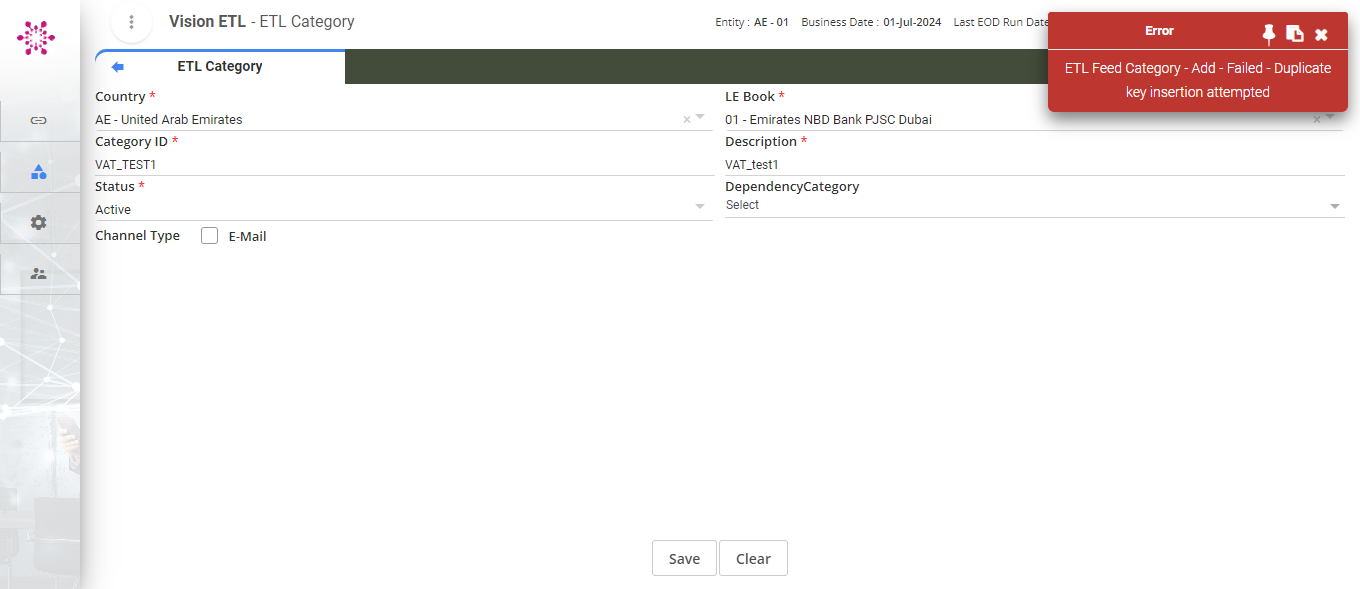 Vision ETL - ETL Category
Entity : AE - 01 Business Date : 01-Jul-2024 Last EOD Run Date
Error
ETL Feed Category - Add - Failed - Duplicate
key insertion attempted
ETL Category
Country *
AE - United Arab Emirates
LE Book *
01 - Emirates NBD Bank PJSC Dubai
Category ID *
VAT_TEST1
Description *
VAT_test1
Status *
Active
DependencyCategory
Select
Channel Type E-Mail
Save Clear